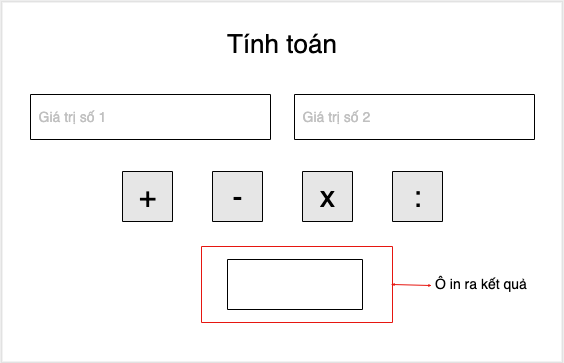 Tính toán
Giá trị số 1
Giá trị số 2
+ - x :
Ô in ra kết quả